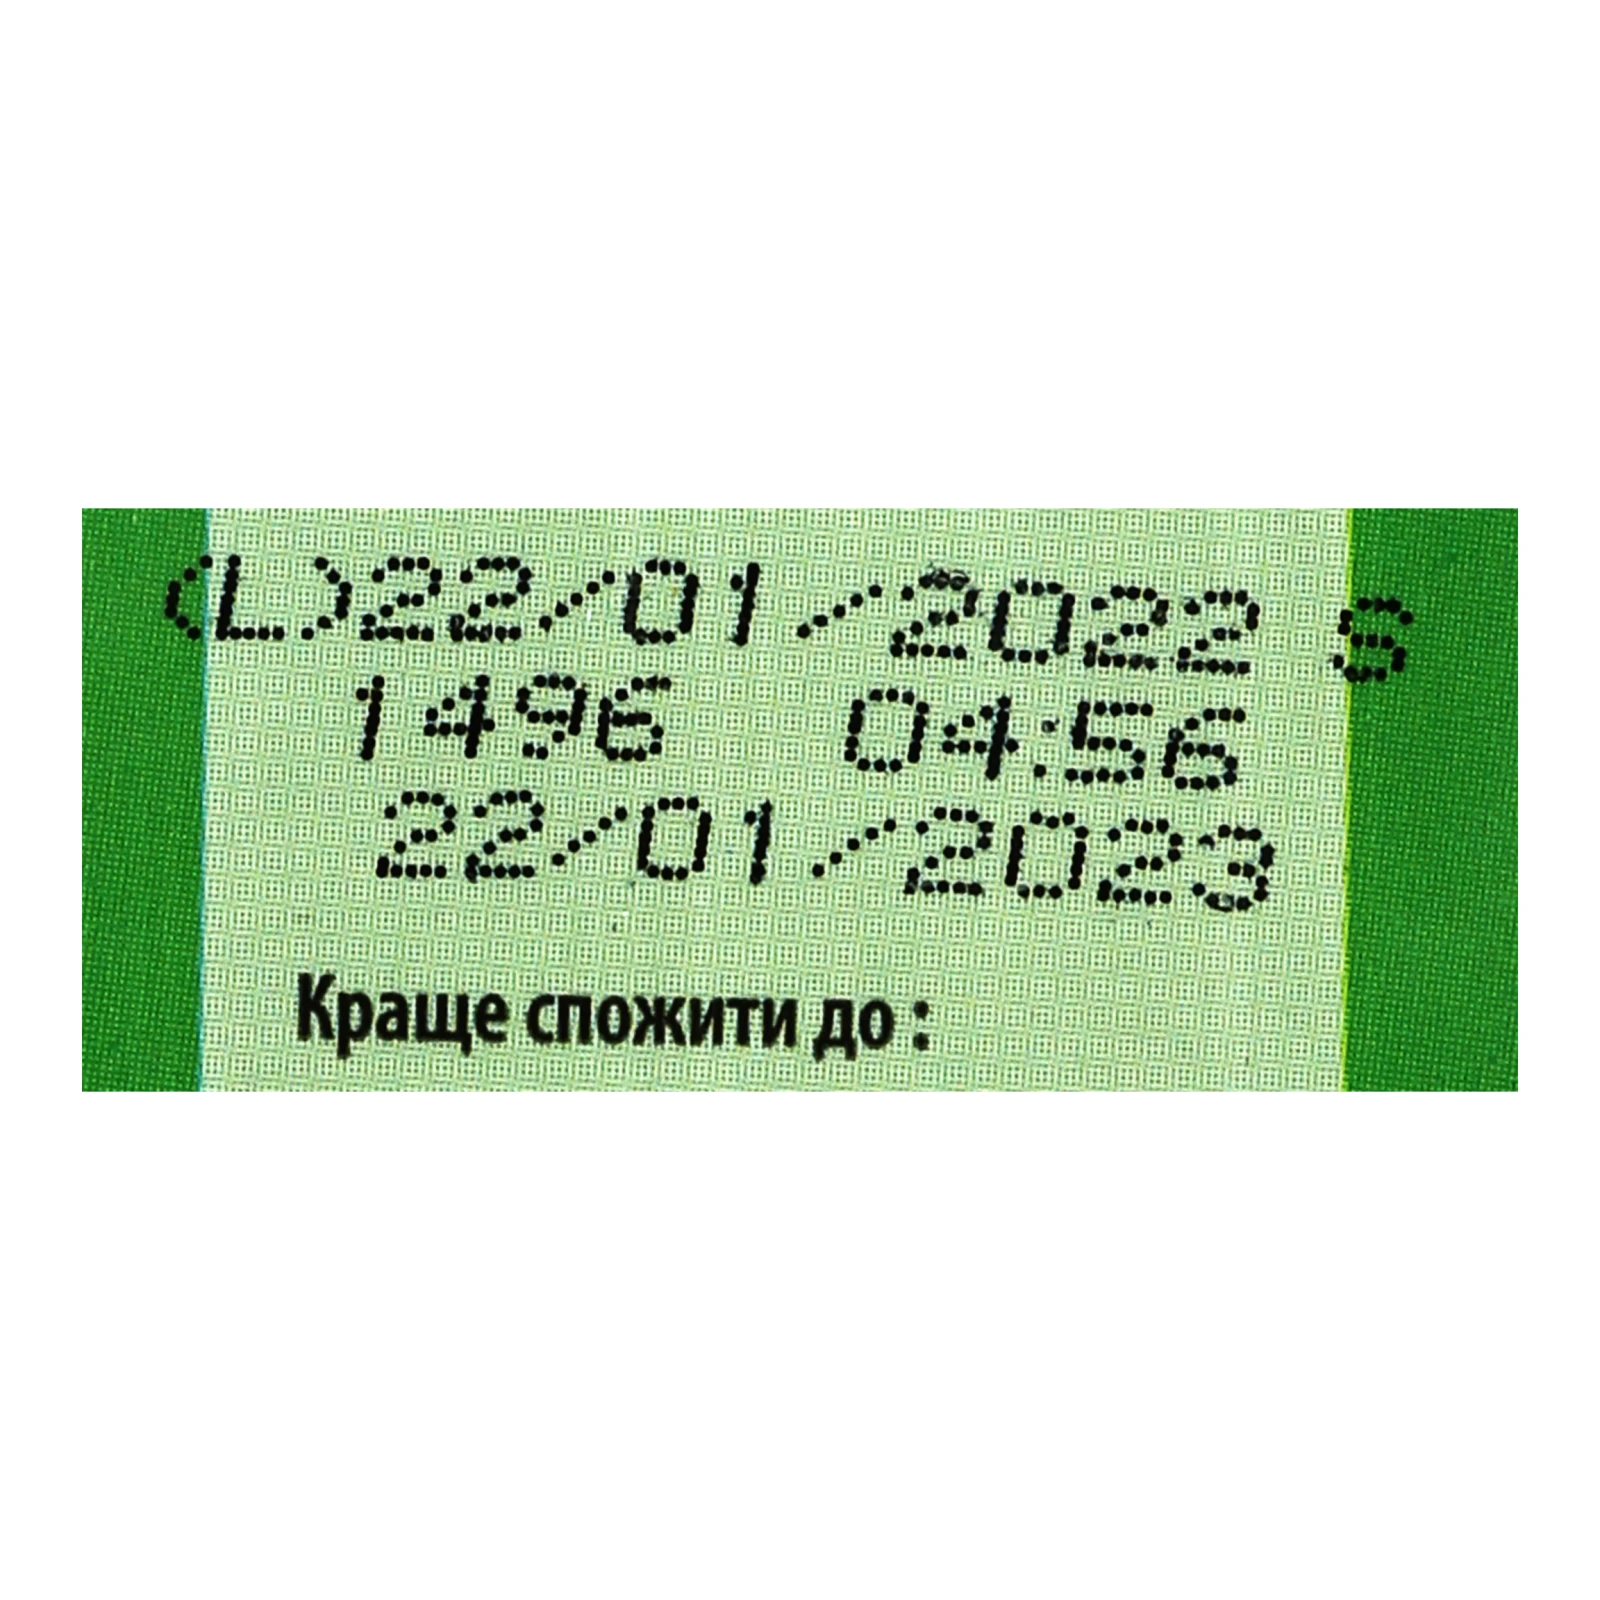 (L)22/01/2022 S
1496 04:56
22/01/2023
Краще спожити до :